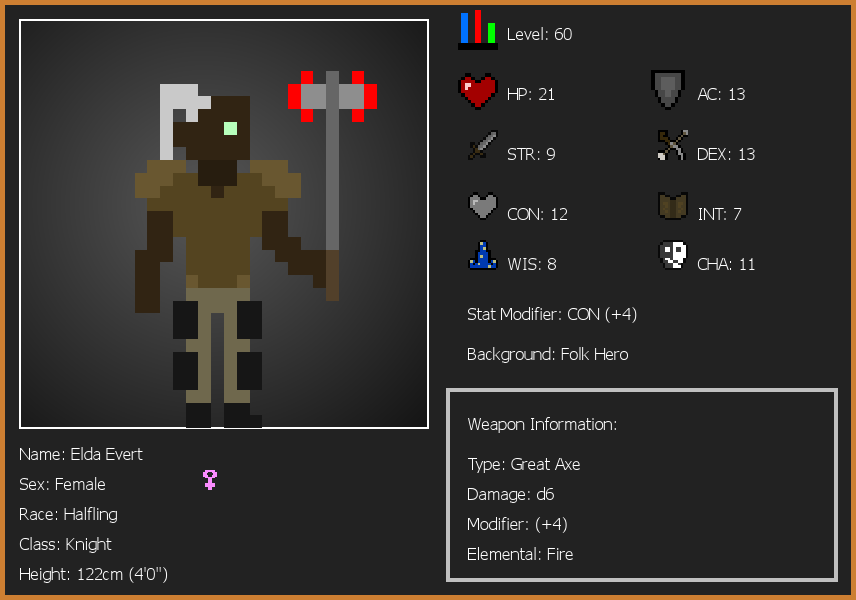 Level: 60
HP: 21
AC: 13
STR: 9
DEX: 13
CON: 12
INT: 7
WIS: 8
CHA: 11
Stat Modifier: CON (+4)
Background: Folk Hero
Weapon Information:
Type: Great Axe
Damage: d6
Modifier: (+4)
Elemental: Fire
Name: Elda Evert
Sex: Female
Race: Halfling
Class: Knight
Height: 122cm (4'0")